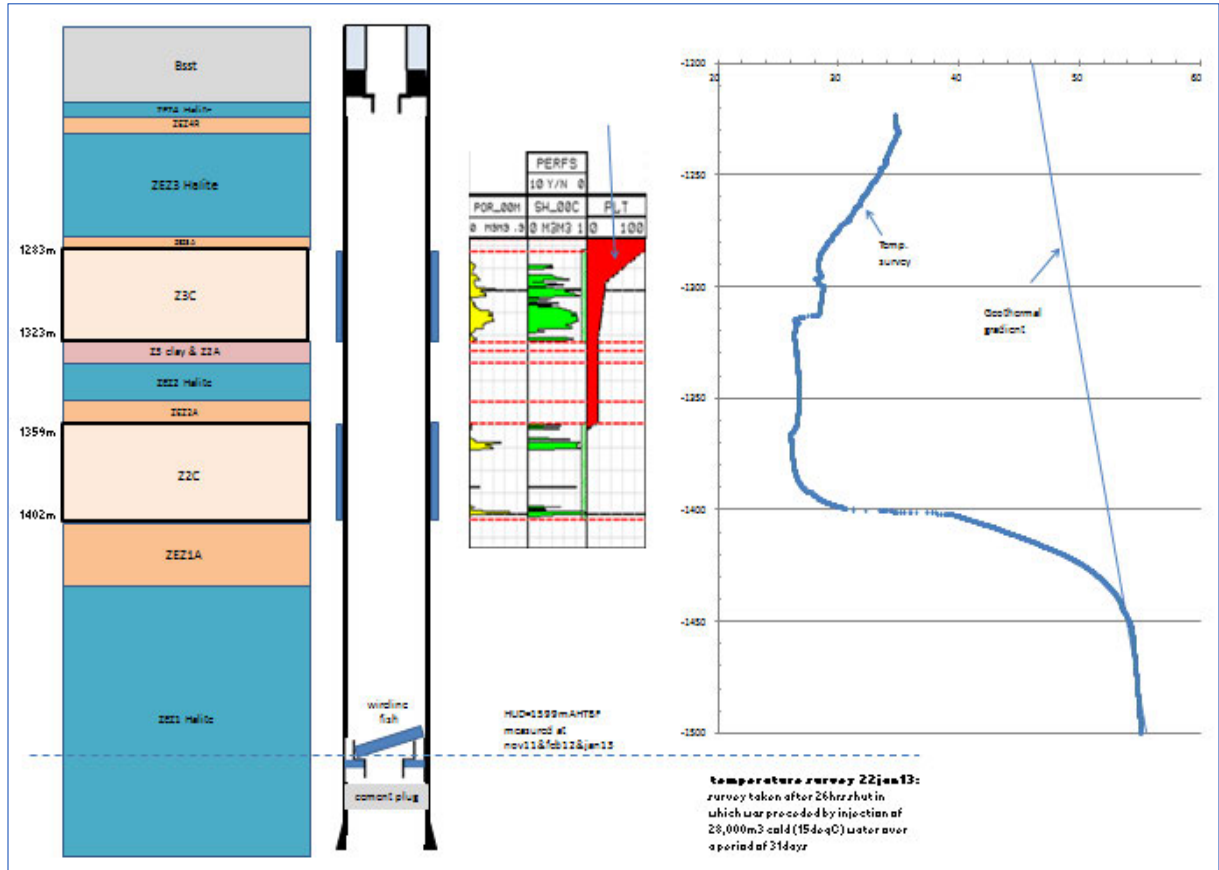 Bsst
ZEZ4 Halite
ZEZ4R
ZEZ3 Halite
ZEZ3A
1283m
Z3C
1323m
Z3 clay & Z2A
ZEZ2 Halite
ZEZ2A
1359m
Z2C
1402m
ZEZ1A
ZEZ1 Halite
wireline
fish
cement plug
PERFS
10 Y/N 0
POR_00M SH_00C PLT
0 M3M3 .3 0 M3M3 1 0 100
HUD=1599mAHTBF
measured at
nov11&feb12&jan13
-1200
-1250
-1300
-1350
-1400
-1450
-1500
20 30 40 50 60
Temp.
survey
Geothermal
gradient
temperature survey 22jan13:
survey taken after 26hrs shut in
which was preceded by injection of
28,000m3 cold (15degC) water over
a period of 31days